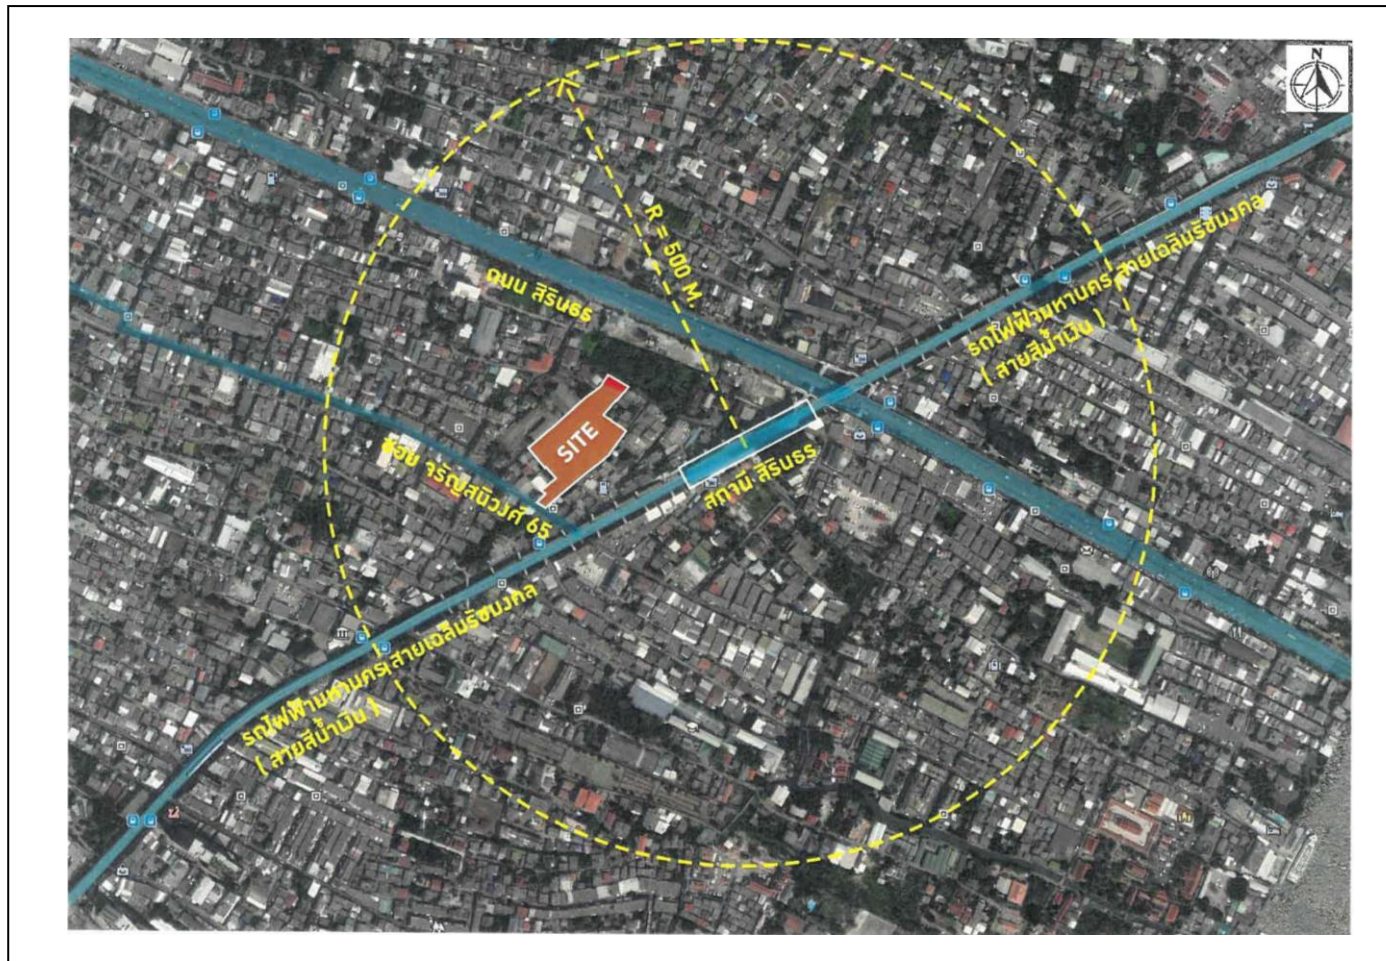 N
R = 500 M
ถนน สิรินธร
รถไฟฟ้ามหานคร สายเฉลิมรัชมงคล
( สายสีน้ำเงิน )
SITE
ซอย จรัญสนิวงศ์ 65
สถานี สิรินธร
รถไฟฟ้ามหานคร สายเฉลิมรัชมงคล
( สายสีน้ำเงิน )